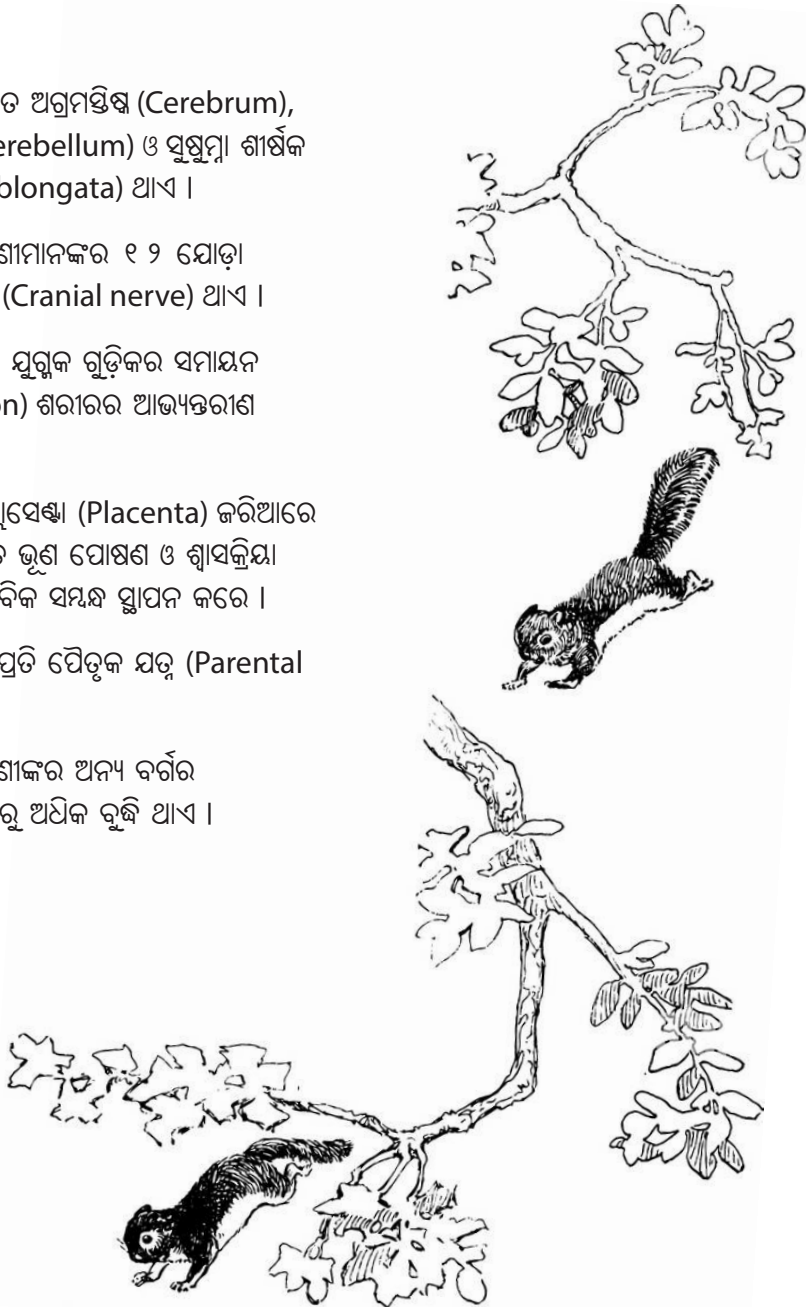 ତ ଅଗ୍ରମସ୍ତିଷ୍କ (Cerebrum),
erebellum) ଓ ସୁଷୁମ୍ନା ଶୀର୍ଷକ
blongata) ଥାଏ ।
ଣୀମାନଙ୍କର ୧ ୨ ଯୋଡ଼ା
(Cranial nerve) ଥାଏ ।
ଯୁଗ୍ମକ ଗୁଡ଼ିକର ସମାୟନ
on) ଶରୀରର ଆଭ୍ୟନ୍ତରୀଣ
ପ୍ଲାସେଣ୍ଟା (Placenta) ଜରିଆରେ
ତ ଭ୍ରୂଣ ପୋଷଣ ଓ ଶ୍ୱାସକ୍ରିୟା
ବିକ ସମ୍ବନ୍ଧ ସ୍ଥାପନ କରେ ।
ପ୍ରତି ପୈତୃକ ଯତ୍ନ (Parental
ଣୀଙ୍କର ଅନ୍ୟ ବର୍ଗର
ରୁ ଅଧିକ ବୁଦ୍ଧି ଥାଏ ।